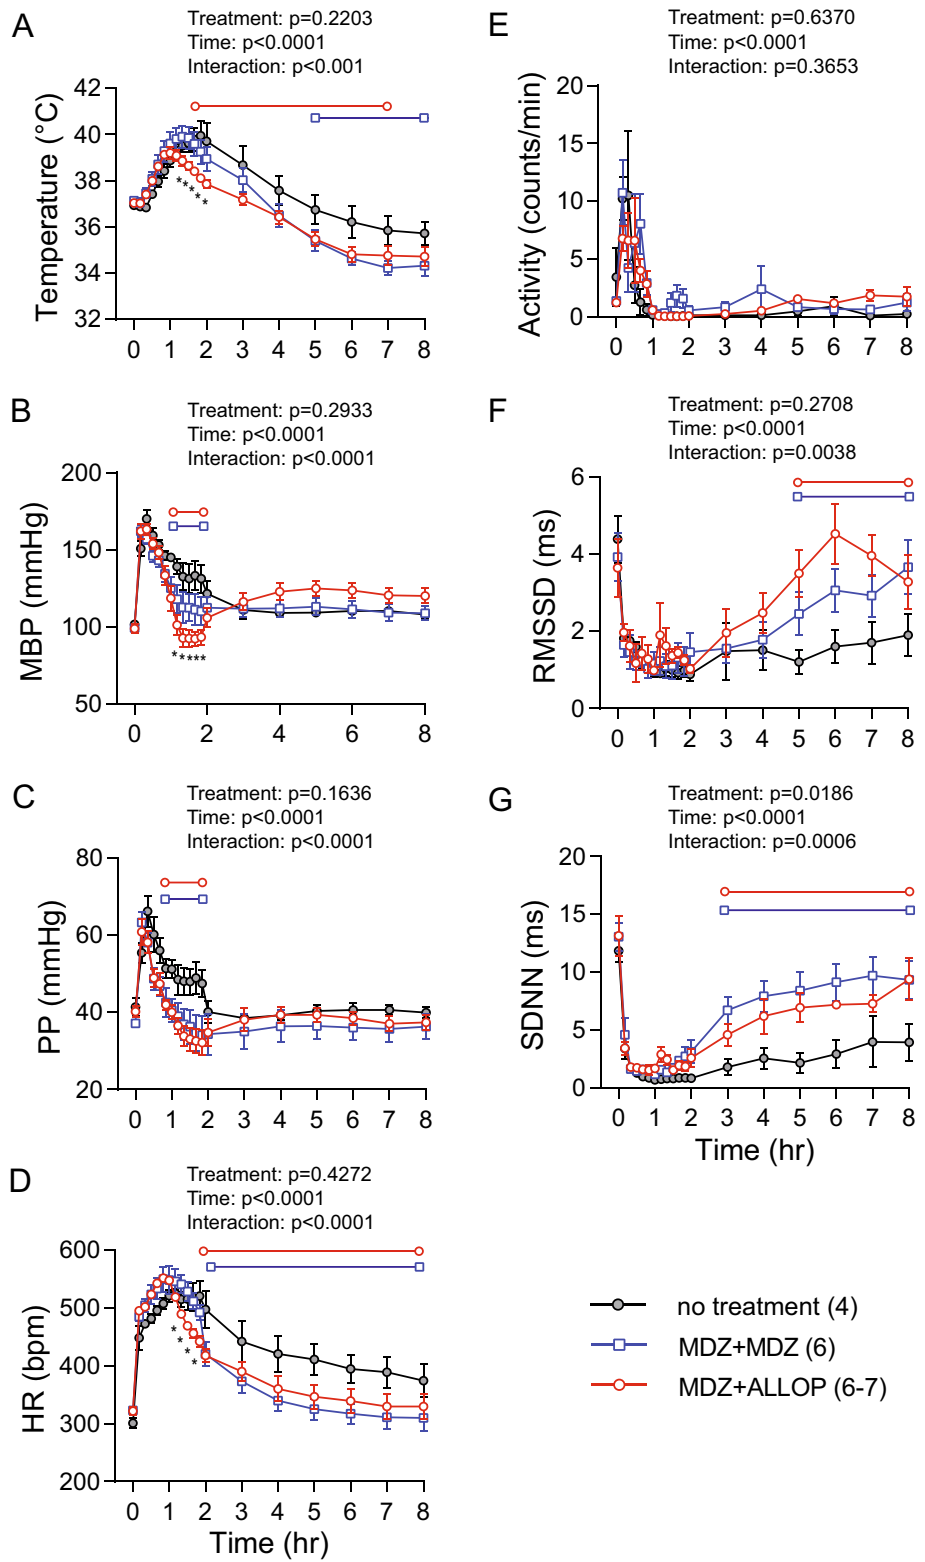 A
Treatment: p=0.2203
Time: p<0.0001
Interaction: p<0.001
Temperature (°C)
42
40
38
36
34
32
* * * * *
0 1 2 3 4 5 6 7 8
B
Treatment: p=0.2933
Time: p<0.0001
Interaction: p<0.0001
MBP (mmHg)
200
150
100
50
* * * * * *
0 2 4 6 8
C
Treatment: p=0.1636
Time: p<0.0001
Interaction: p<0.0001
PP (mmHg)
80
60
40
20
0 1 2 3 4 5 6 7 8
D
Treatment: p=0.4272
Time: p<0.0001
Interaction: p<0.0001
HR (bpm)
600
500
400
300
200
* * * *
0 1 2 3 4 5 6 7 8
Time (hr)
E
Treatment: p=0.6370
Time: p<0.0001
Interaction: p=0.3653
Activity (counts/min)
20
15
10
5
0
0 1 2 3 4 5 6 7 8
F
Treatment: p=0.2708
Time: p<0.0001
Interaction: p=0.0038
RMSSD (ms)
6
4
2
0
0 1 2 3 4 5 6 7 8
G
Treatment: p=0.0186
Time: p<0.0001
Interaction: p=0.0006
SDNN (ms)
20
15
10
5
0
0 1 2 3 4 5 6 7 8
Time (hr)
no treatment (4)
MDZ+MDZ (6)
MDZ+ALLOP (6-7)